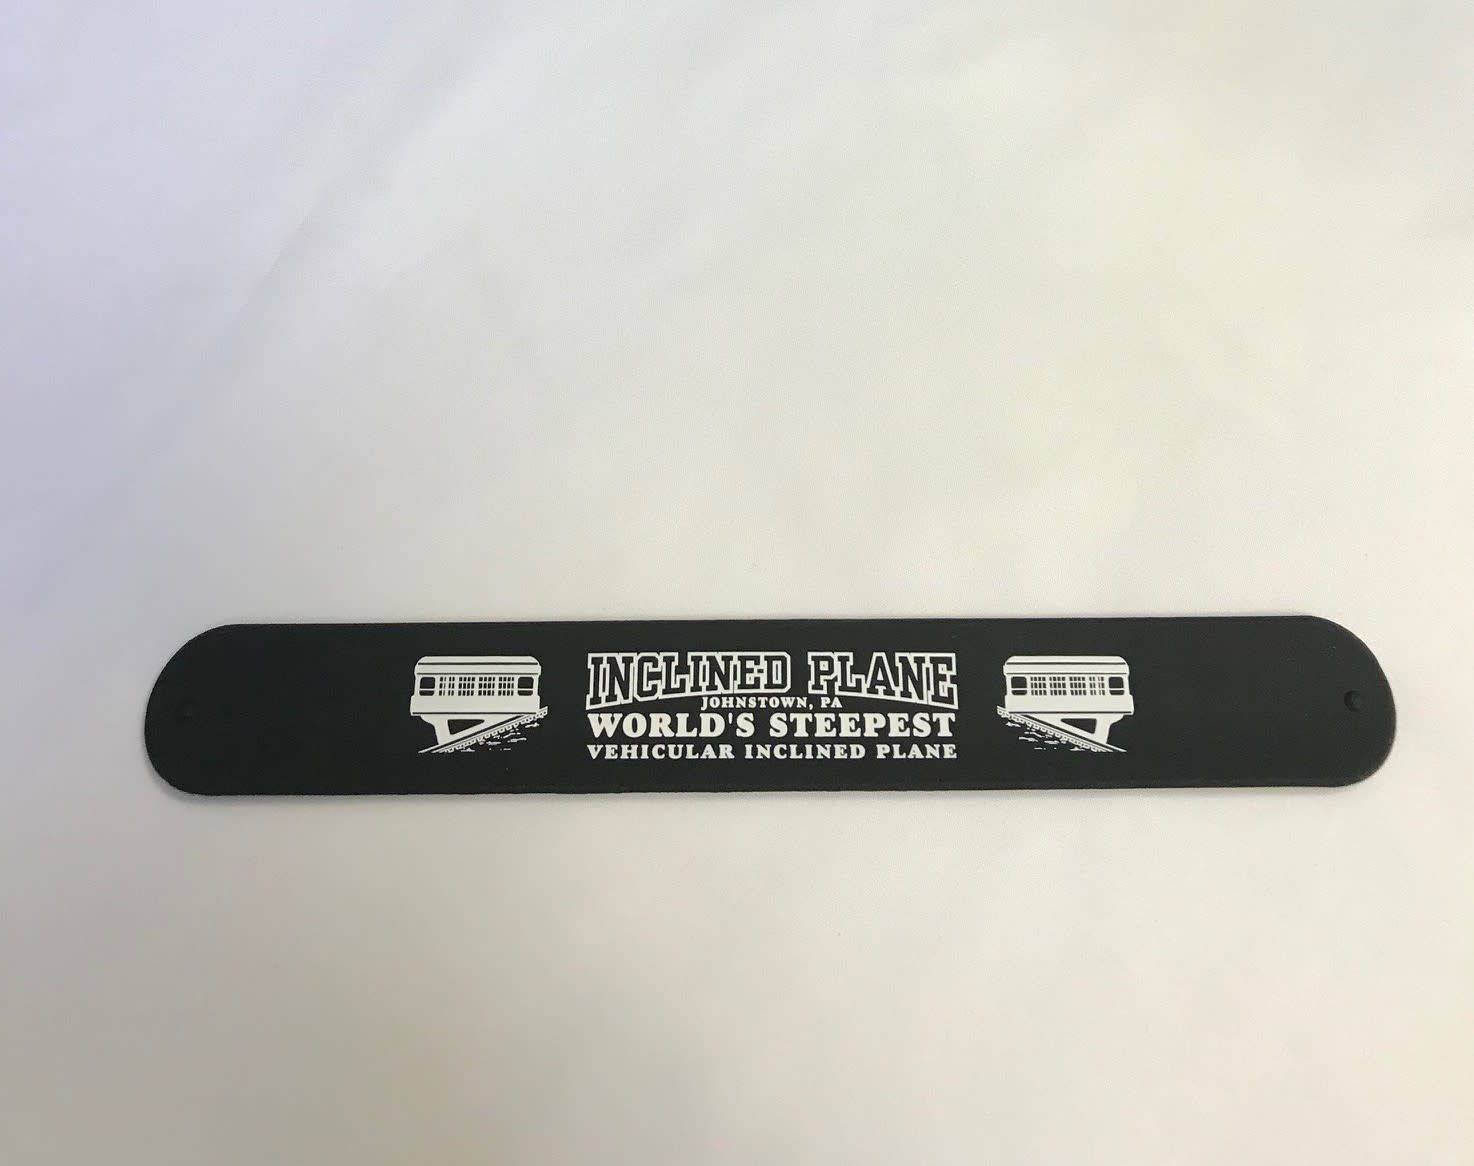 INCLINED PLANE
JOHNSTOWN, PA
WORLD'S STEEPEST
VEHICULAR INCLINED PLANE